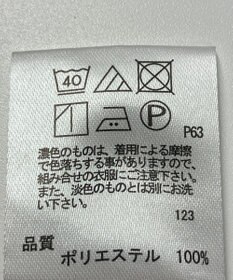 40
P
P63
濃色のものは、着用による摩擦
で色落ちする事がありますので、
組み合せの衣服にご注意下さい。
また、淡色のものとは別にお洗
い下さい。
123
品質
ポリエステル 100%